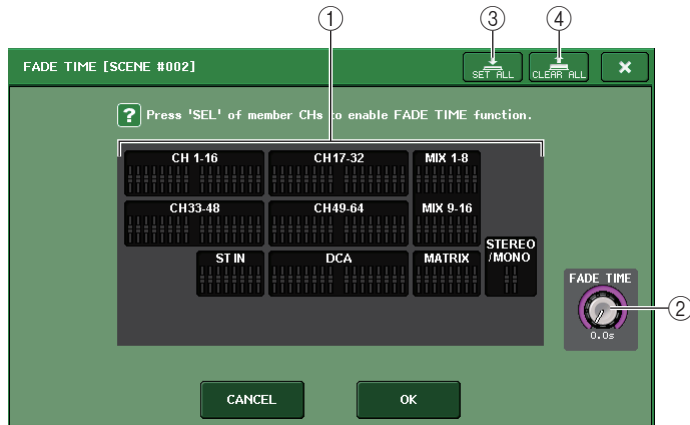 ① ③ ④
FADE TIME [SCENE #002]
SET ALL
CLEAR ALL
×
? Press 'SEL' of member CHs to enable FADE TIME function.
CH 1-16 CH17-32 MIX 1-8
CH33-48 CH49-64 MIX 9-16
ST IN DCA MATRIX STEREO /MONO
FADE TIME
②
0.0s
CANCEL OK